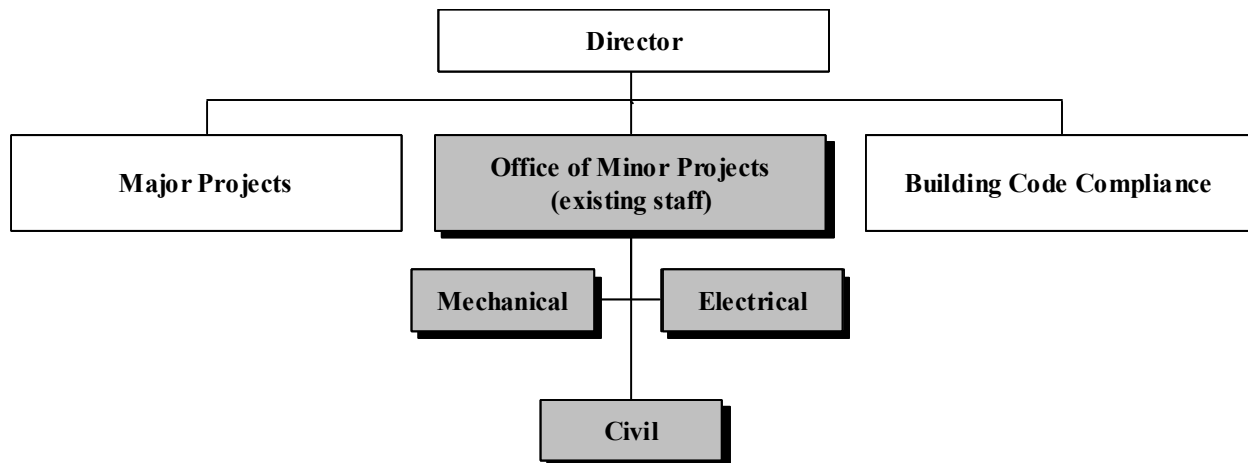 Director
Major Projects
Office of Minor Projects
(existing staff)
Building Code Compliance
Mechanical
Electrical
Civil